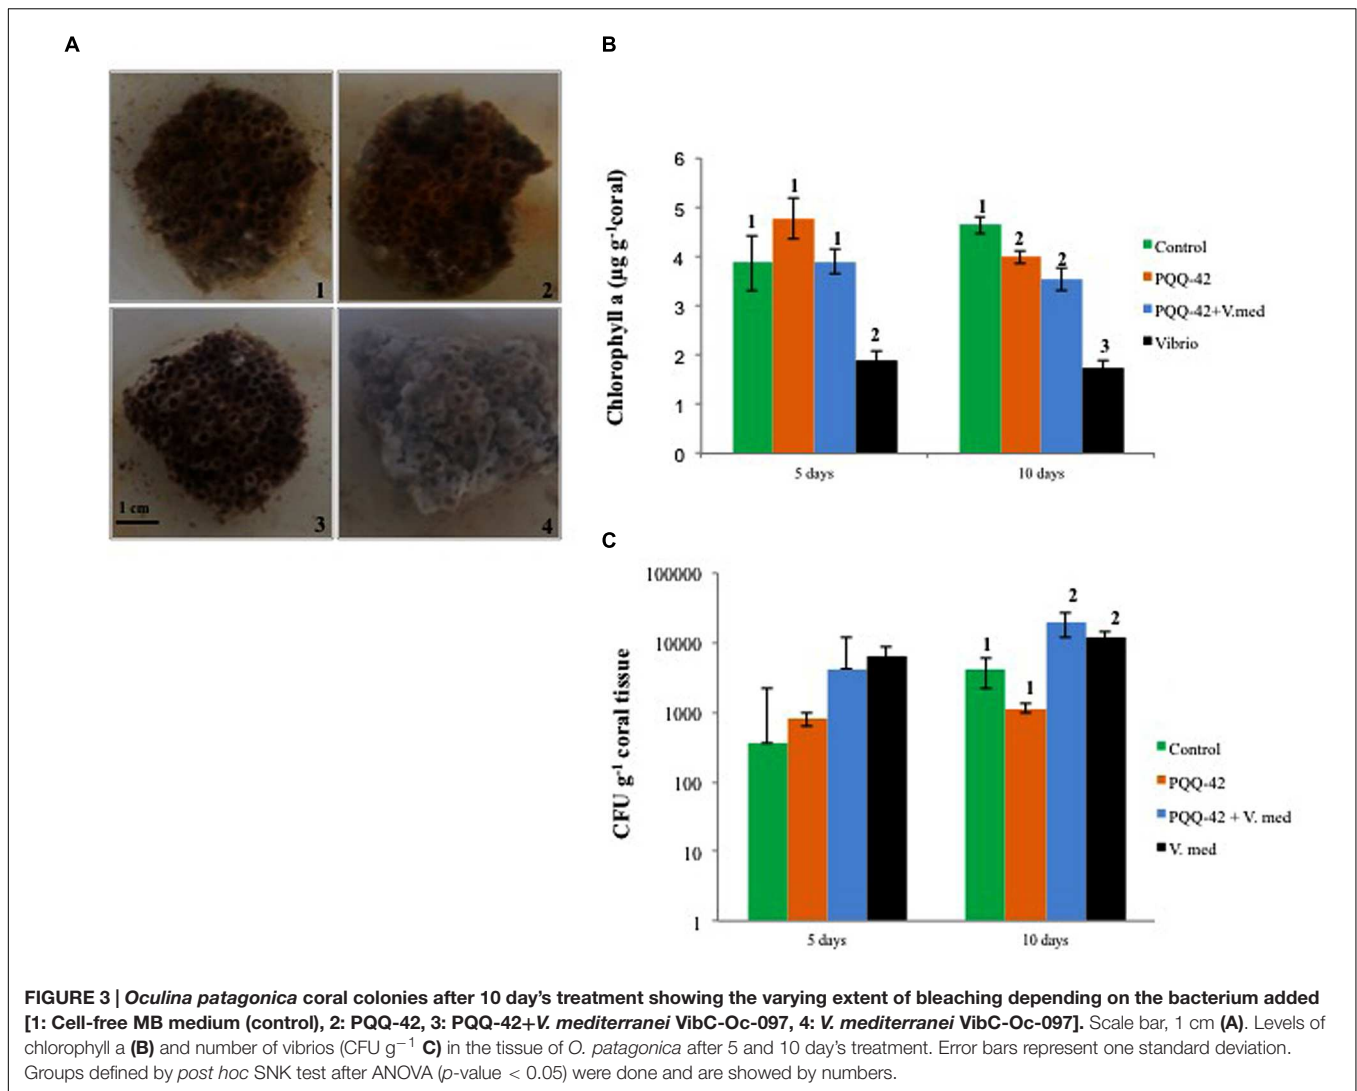 A
1
2
3
1 cm
4
B
Chlorophyll a (µg g⁻¹coral)
6
5
4
3
2
1
0
1
1
1
2
1
2
2
3
5 days
10 days
Control
PQQ-42
PQQ-42+V.med
Vibrio
C
CFU g⁻¹ coral tissue
100000
10000
1000
100
10
1
1
1
2
2
5 days
10 days
Control
PQQ-42
PQQ-42 + V. med
V. med
FIGURE 3 | Oculina patagonica coral colonies after 10 day's treatment showing the varying extent of bleaching depending on the bacterium added
[1: Cell-free MB medium (control), 2: PQQ-42, 3: PQQ-42+V. mediterranei VibC-Oc-097, 4: V. mediterranei VibC-Oc-097]. Scale bar, 1 cm (A). Levels of
chlorophyll a (B) and number of vibrios (CFU g⁻¹ C) in the tissue of O. patagonica after 5 and 10 day's treatment. Error bars represent one standard deviation.
Groups defined by post hoc SNK test after ANOVA (p-value < 0.05) were done and are showed by numbers.